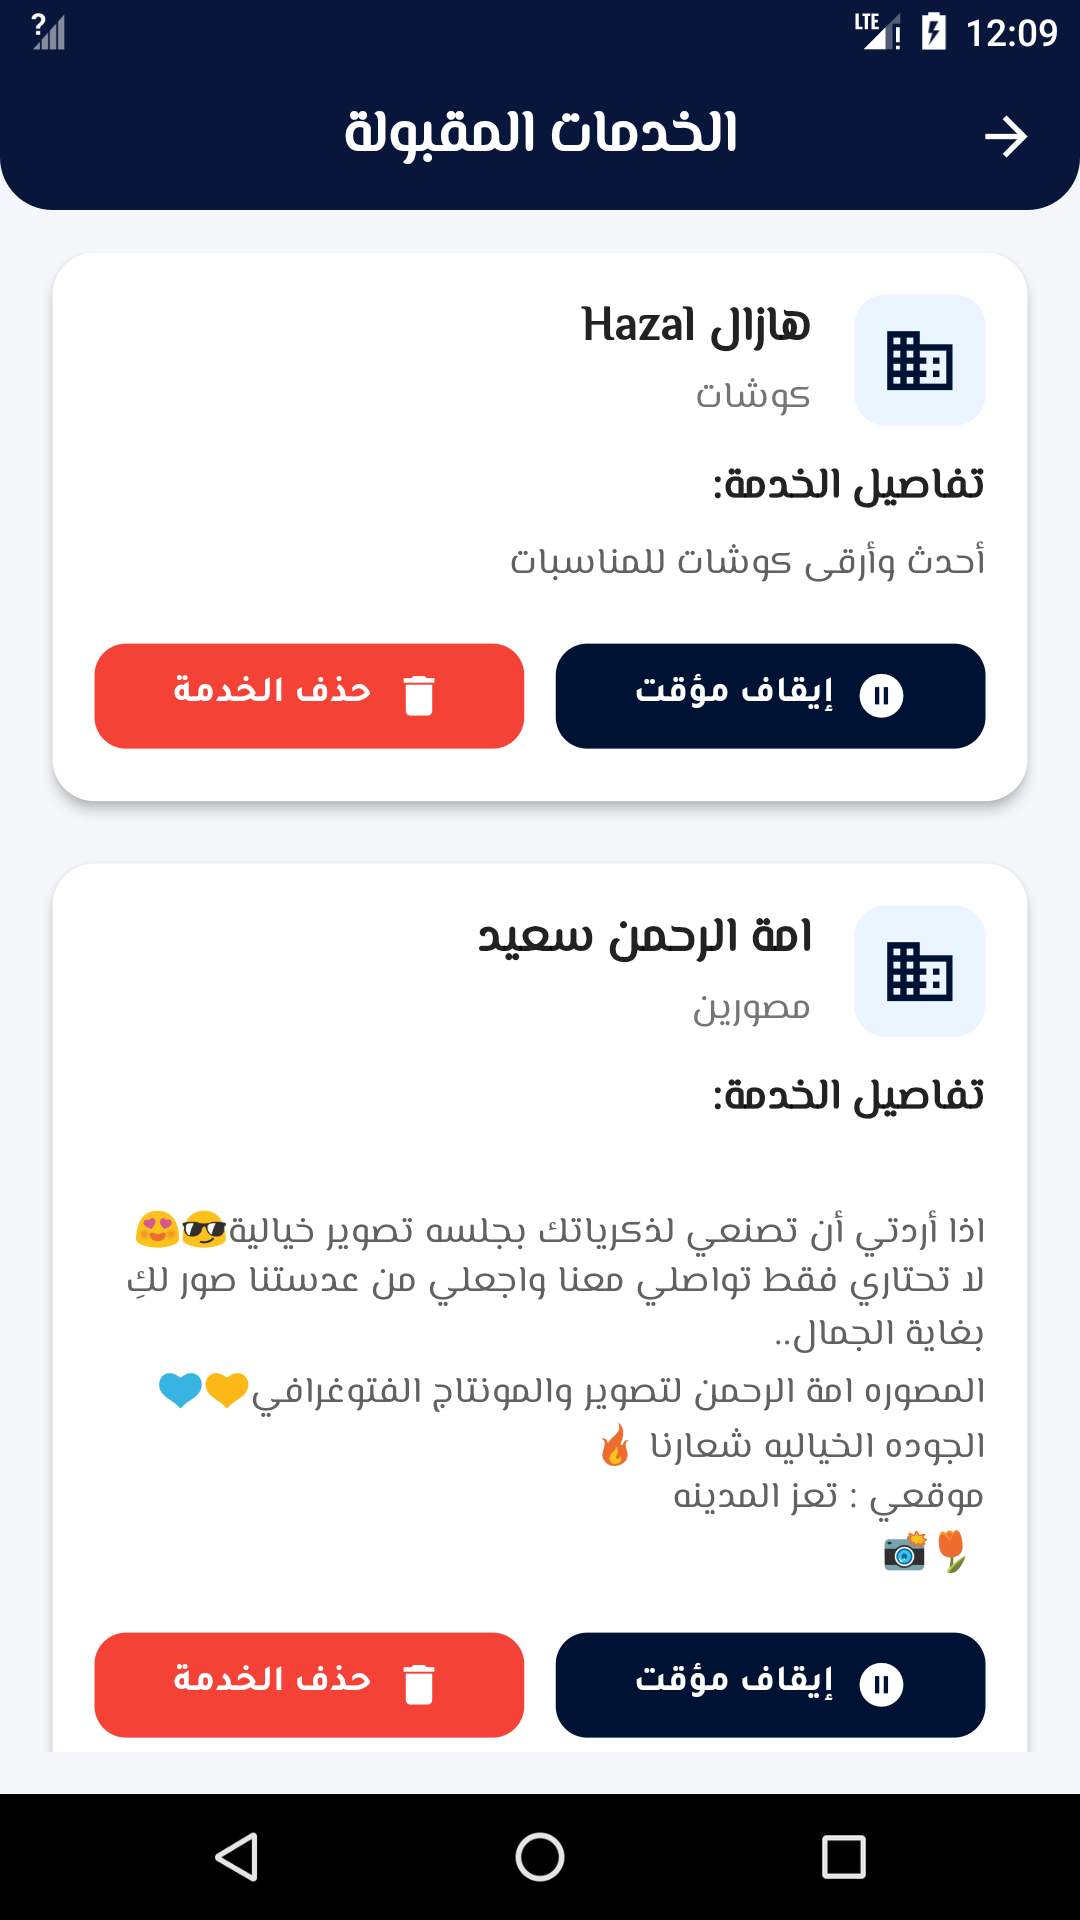 LTE 12:09
الخدمات المقبولة
هازال Hazal
كوشات
تفاصيل الخدمة:
أحدث وأرقى كوشات للمناسبات
إيقاف مؤقت
حذف الخدمة
امة الرحمن سعيد
مصورين
تفاصيل الخدمة:
اذا أردتي أن تصنعي لذكرياتك بجلسه تصوير خيالية😎😍
لا تحتاري فقط تواصلي معنا واجعلي من عدستنا صور لكِ
بغاية الجمال..
المصوره امة الرحمن لتصوير والمونتاج الفتوغرافي💛💙
الجوده الخياليه شعارنا 🔥
موقعي : تعز المدينه
🌷📸
إيقاف مؤقت
حذف الخدمة